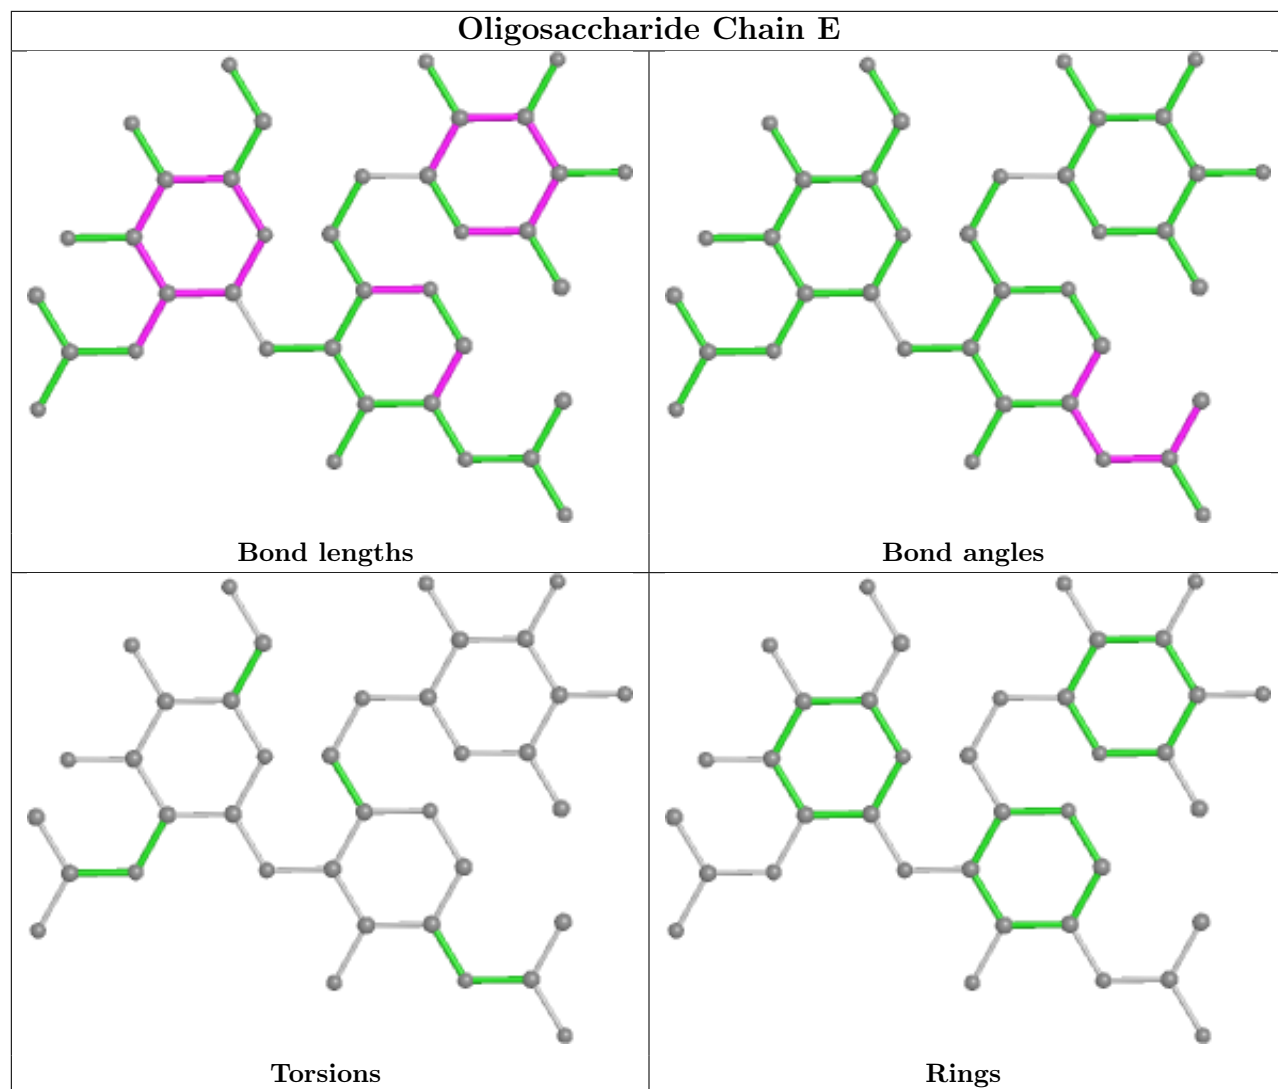 Oligosaccharide Chain E
Bond lengths
Bond angles
Torsions
Rings